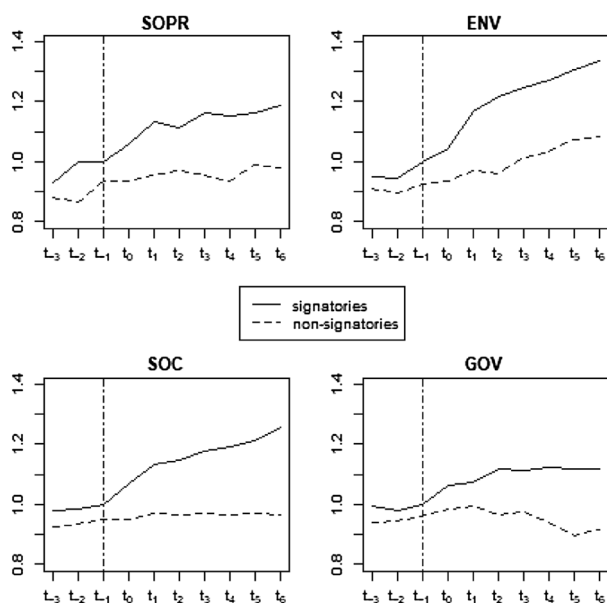 SOPR
ENV
0.8 1.0 1.2 1.4
0.8 1.0 1.2 1.4
t₋₃ t₋₂ t₋₁ t₀ t₁ t₂ t₃ t₄ t₅ t₆
t₋₃ t₋₂ t₋₁ t₀ t₁ t₂ t₃ t₄ t₅ t₆
signatories
non-signatories
SOC
GOV
0.8 1.0 1.2 1.4
0.8 1.0 1.2 1.4
t₋₃ t₋₂ t₋₁ t₀ t₁ t₂ t₃ t₄ t₅ t₆
t₋₃ t₋₂ t₋₁ t₀ t₁ t₂ t₃ t₄ t₅ t₆